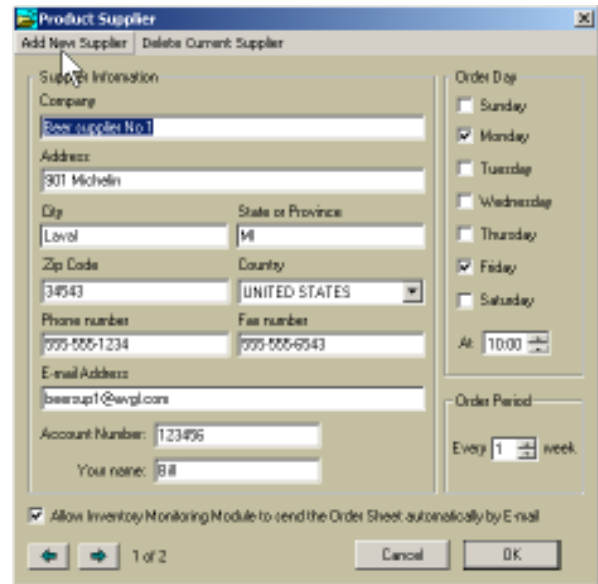 Product Supplier
Add New Supplier Delete Current Supplier
Supplier Information
Company
Beer supplier No 1
Address
901 Michelin
City State or Province
Laval MI
Zip Code Country
34543 UNITED STATES
Phone number Fax number
555-555-1234 555-555-6543
E-mail Address
beersup1@avgl.com
Account Number: 123456
Your name: Bill
Order Day
Sunday
Monday
Tuesday
Wednesday
Thursday
Friday
Saturday
At 10:00
Order Period
Every 1 week
Allow Inventory Monitoring Module to send the Order Sheet automatically by E-mail
1 of 2 Cancel OK